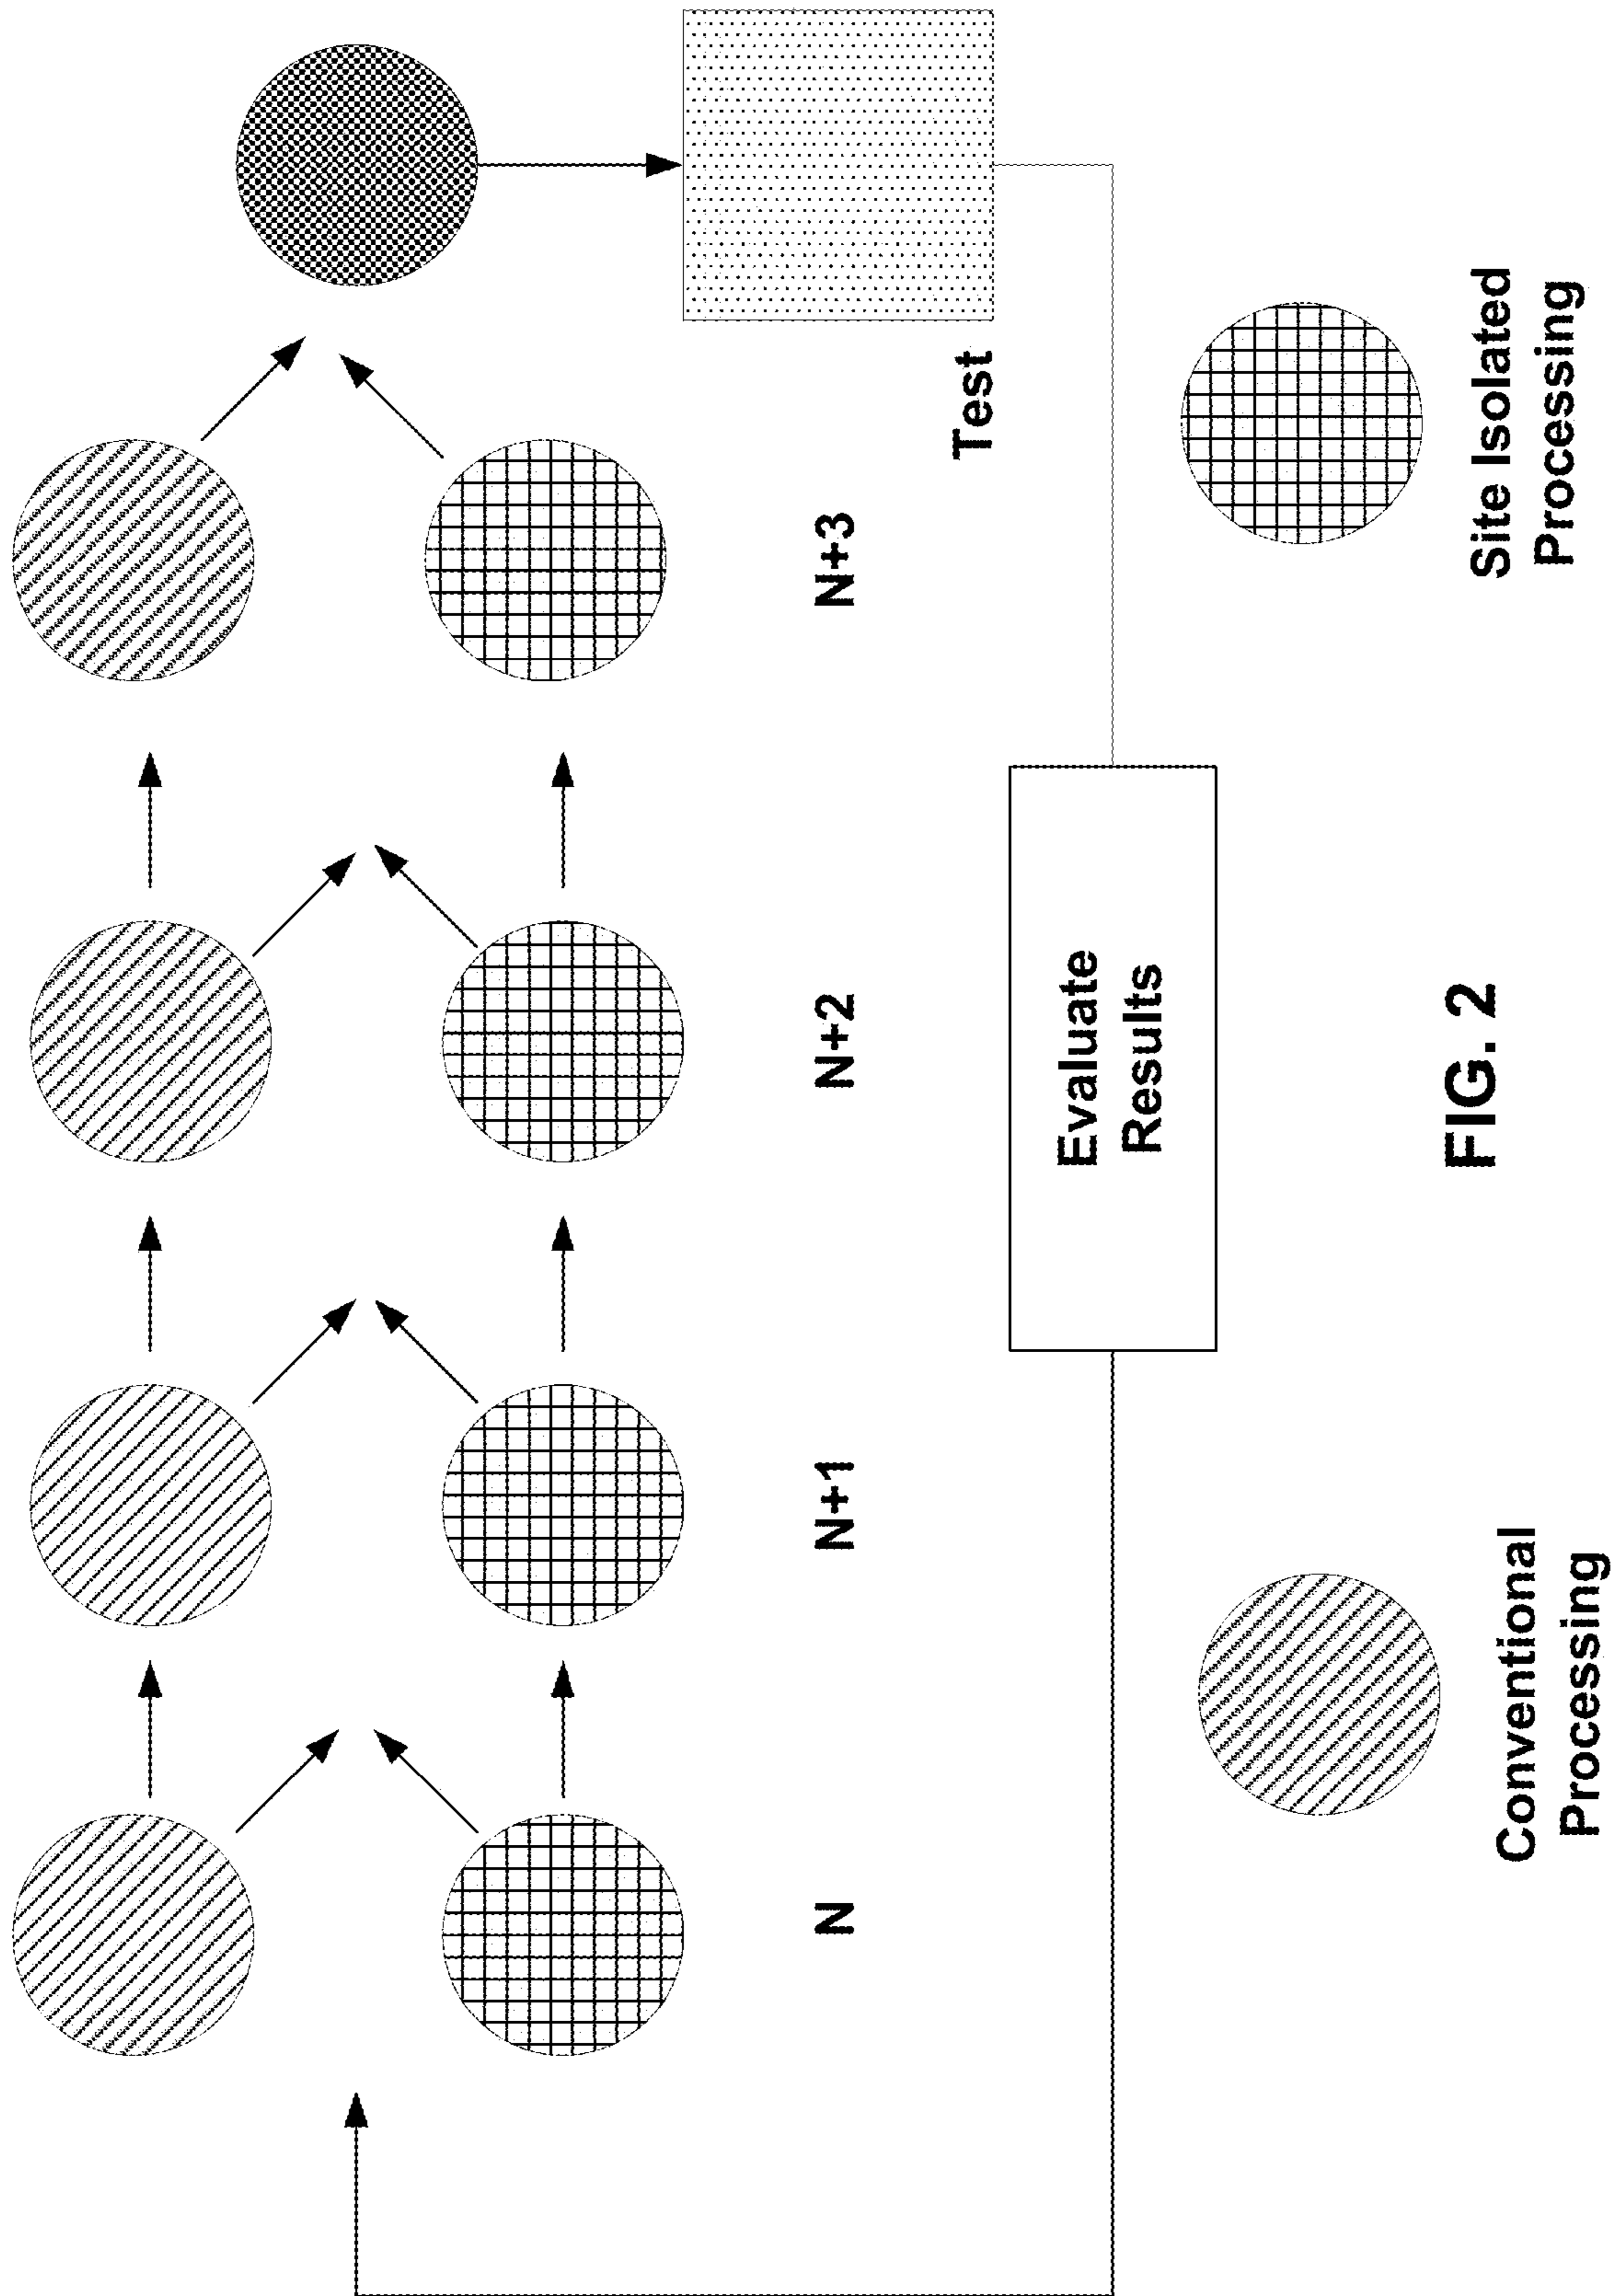 N
N+1
N+2
N+3
Test
Evaluate
Results
Conventional
Processing
Site Isolated
Processing
FIG. 2